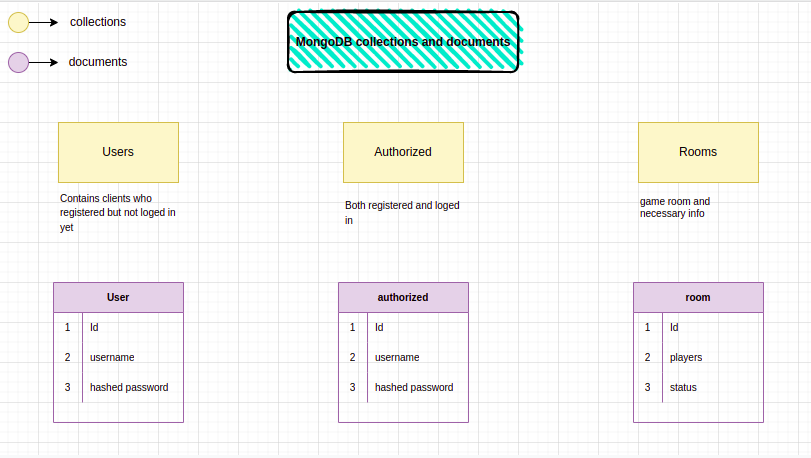 collections
MongoDB collections and documents
documents
Users
Authorized
Rooms
Contains clients who
registered but not loged in
yet
Both registered and loged
in
game room and
necessary info
User
1 Id
2 username
3 hashed password
authorized
1 Id
2 username
3 hashed password
room
1 Id
2 players
3 status